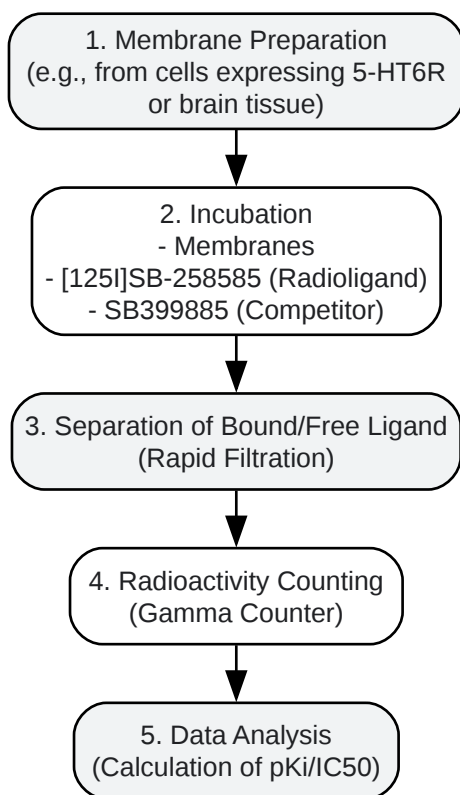 1. Membrane Preparation
(e.g., from cells expressing 5-HT6R
or brain tissue)
2. Incubation
- Membranes
- [125I]SB-258585 (Radioligand)
- SB399885 (Competitor)
3. Separation of Bound/Free Ligand
(Rapid Filtration)
4. Radioactivity Counting
(Gamma Counter)
5. Data Analysis
(Calculation of pKi/IC50)